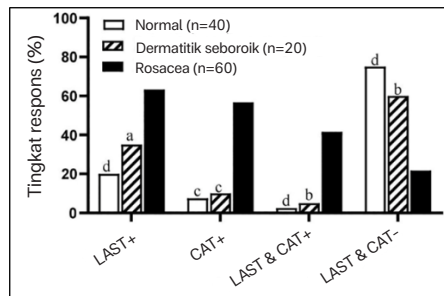 Normal (n=40)
Dermatitik seboroik (n=20)
Rosacea (n=60)
Tingkat respons (%)
100
80
60
40
20
0
d
a
c
c
d
b
d
b
LAST+
CAT+
LAST & CAT+
LAST & CAT-